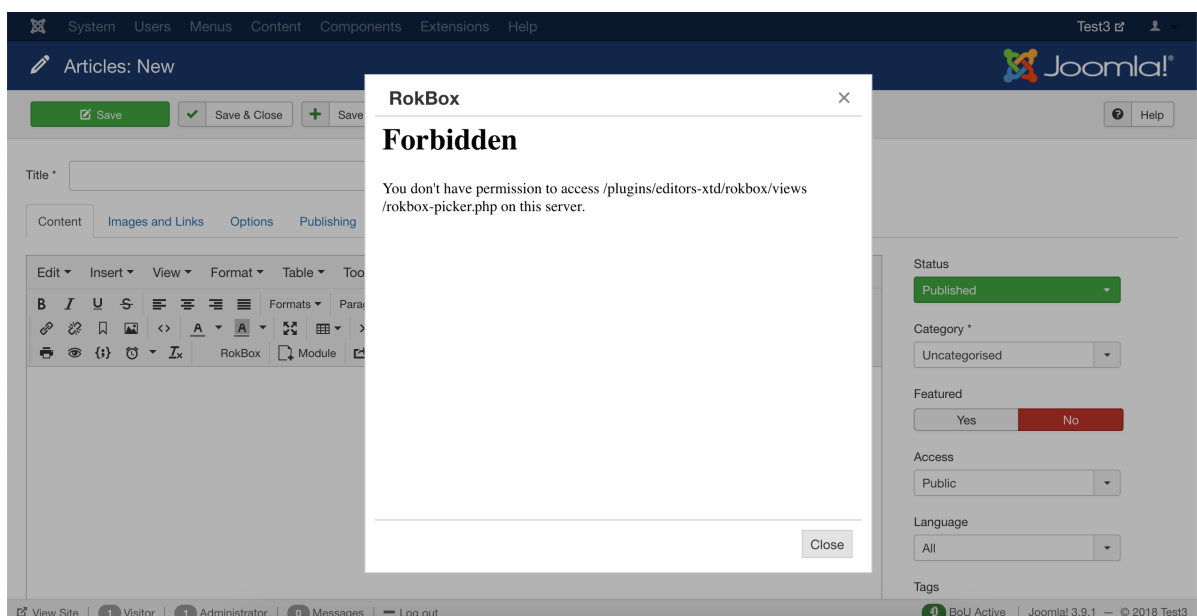 System Users Menus Content Components Extensions Help Test3
Articles: New Joomla!®
Save Save & Close Save Help
RokBox ×
Forbidden
You don't have permission to access /plugins/editors-xtd/rokbox/views
/rokbox-picker.php on this server.
Title *
Content Images and Links Options Publishing
Edit Insert View Format Table Too
B I U S Formats Para
A A
{;} Ix RokBox Module
Status
Published
Category *
Uncategorised
Featured
Yes No
Access
Public
Language
All
Tags
Close
View Site 1 Visitor 1 Administrator 0 Messages Log out BoU Active Joomla! 3.9.1 — © 2018 Test3